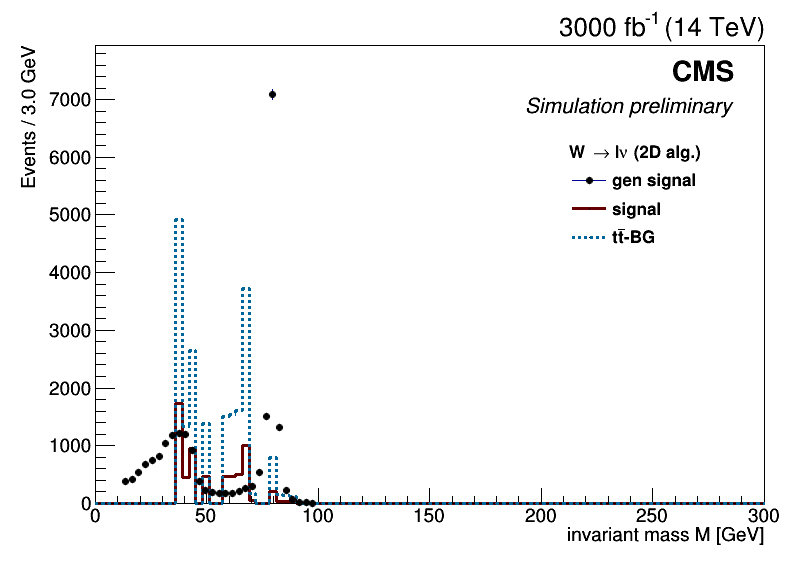 3000 fb⁻¹ (14 TeV)
CMS
Simulation preliminary
W → lν (2D alg.)
gen signal
signal
tt̄-BG
Events / 3.0 GeV
7000
6000
5000
4000
3000
2000
1000
0
0 50 100 150 200 250 300
invariant mass M [GeV]